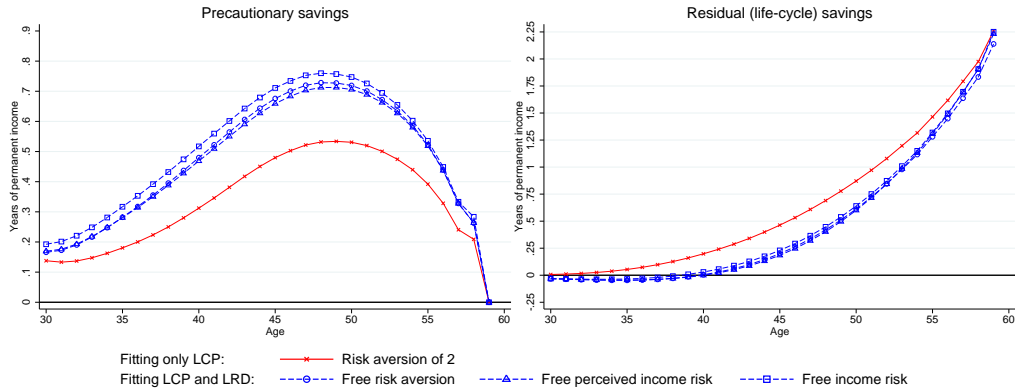 Precautionary savings
Years of permanent income
0 .1 .2 .3 .4 .5 .6 .7 .8 .9
30 35 40 45 50 55 60
Age
Residual (life-cycle) savings
Years of permanent income
-.25 0 .25 .5 .75 1 1.25 1.5 1.75 2 2.25
30 35 40 45 50 55 60
Age
Fitting only LCP: Risk aversion of 2
Fitting LCP and LRD: Free risk aversion Free perceived income risk Free income risk